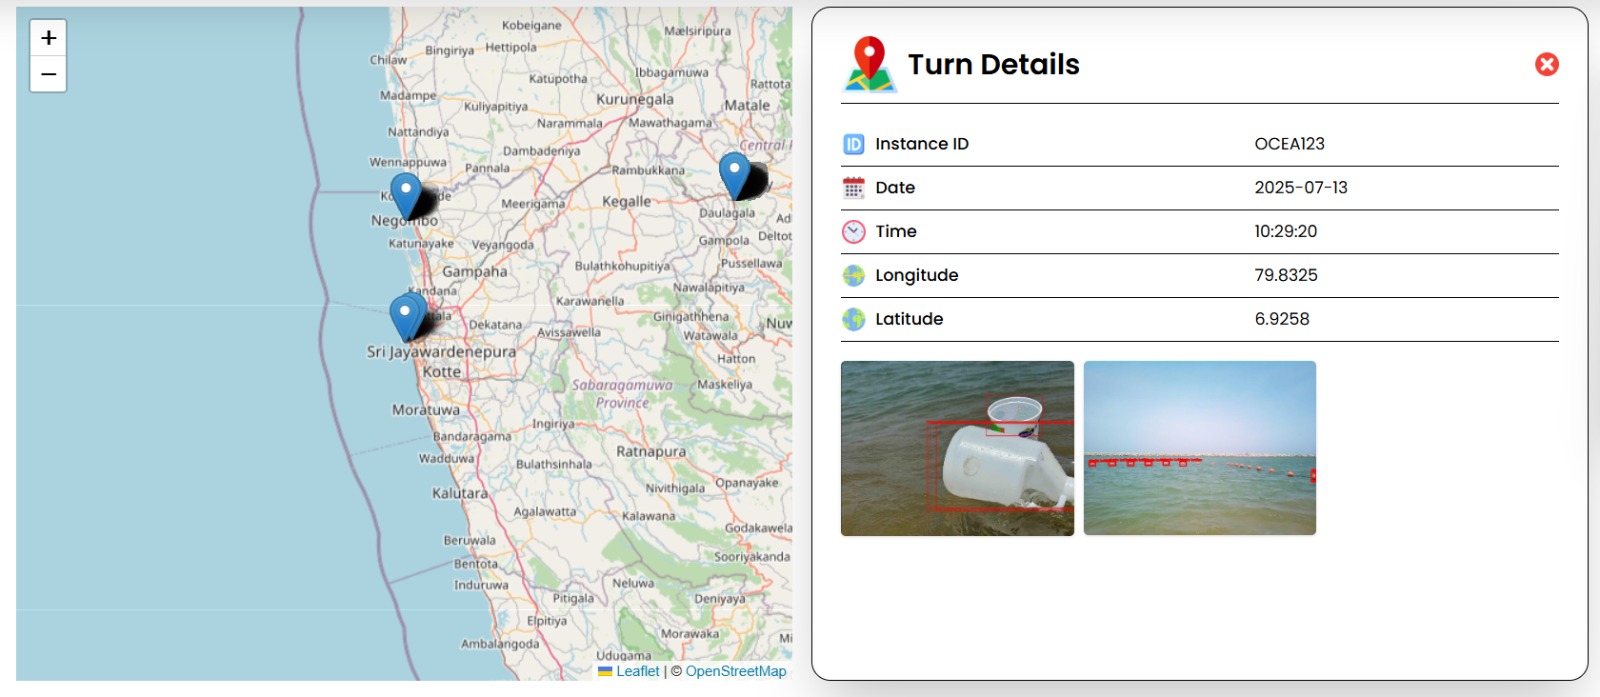 +
−
Kobeigane
Mælsiripura
Bingiriya
Hettipola
Chilaw
Ibbagamuwa
Katupotha
Rattota
Madampe
Kuliyapitiya
Kurunegala
Matale
Nattandiya
Narammala
Mawathagama
Central
Dambadeniya
Wennappuwa
Pannala
Rambukkana
Meerigama
Kegalle
Daulagala
Negombo
Katunayake
Veyangoda
Gampola
Deltot
Gampaha
Bulathkohupitiya
Pussellawa
Kandana
Karawanella
Nawalapitiya
Dekatana
Avissawella
Ginigathhena
Nuw
Watawala
Sri Jayawardenepura
Kotte
Hatton
Sabaragamuwa
Province
Maskeliya
Moratuwa
Ingiriya
Bandaragama
Ratnapura
Wadduwa
Bulathsinhala
Kalutara
Nivithigala
Opanayake
Agalawatta
Kalawana
Godakawela
Beruwala
Sooriyakanda
Bentota
Induruwa
Neluwa
Pitigala
Deniyaya
Elpitiya
Morawaka
Mi
Ambalangoda
Udugama
Leaflet | © OpenStreetMap
Turn Details
ID Instance ID OCEA123
Date 2025-07-13
Time 10:29:20
Longitude 79.8325
Latitude 6.9258